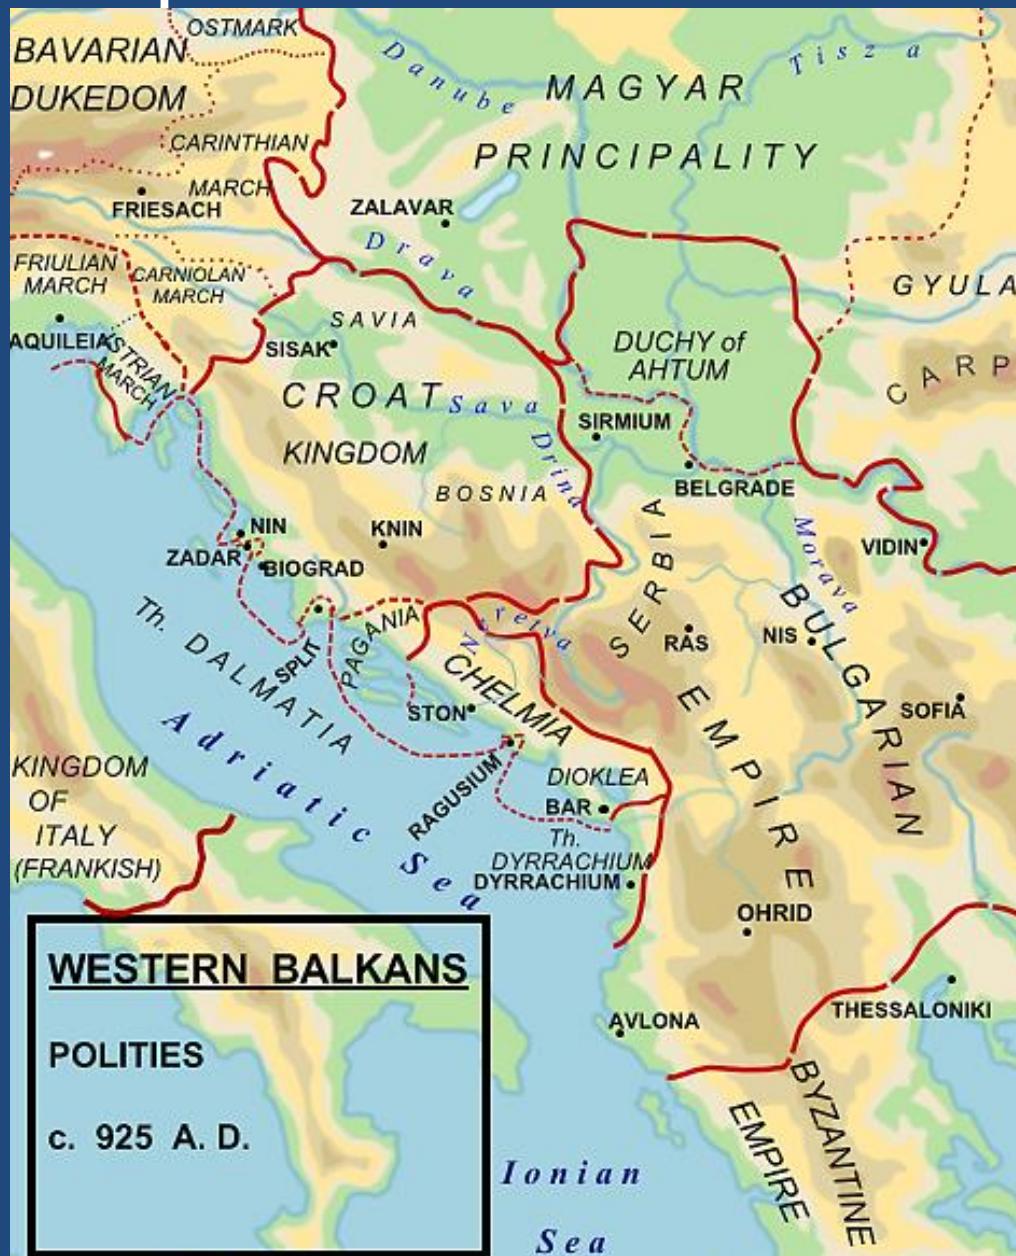 OSTMARK
BAVARIAN
DUKEDOM
Danube
Tisza
MAGYAR
PRINCIPALITY
CARINTHIAN
MARCH
FRIESACH
ZALAVAR
Drava
FRIULIAN
MARCH
CARNIOLAN
MARCH
GYULA
AQUILEIA
ISTRIAN
MARCH
SAVIA
SISAK
DUCHY of
AHTUM
CARP
CROAT
KINGDOM
Sava
Drina
SIRMIUM
BELGRADE
BOSNIA
SERBIA
Morava
VIDIN
NIN
ZADAR
BIOGRAD
KNIN
Th. DALMATIA
SPLIT
PAGANIA
Neretva
CHELMIA
STON
RAS
NIS
BULGARIAN
EMPIRE
SOFIA
Adriatic Sea
RAGUSIUM
DIOKLEA
BAR
Th.
DYRRACHIUM
DYRRACHIUM
KINGDOM
OF
ITALY
(FRANKISH)
OHRID
THESSALONIKI
AVLONA
BYZANTINE
EMPIRE
WESTERN BALKANS
POLITIES
c. 925 A. D.
Ionian
Sea